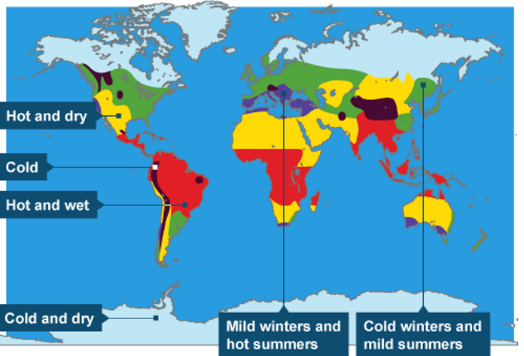 Hot and dry
Cold
Hot and wet
Cold and dry
Mild winters and
hot summers
Cold winters and
mild summers